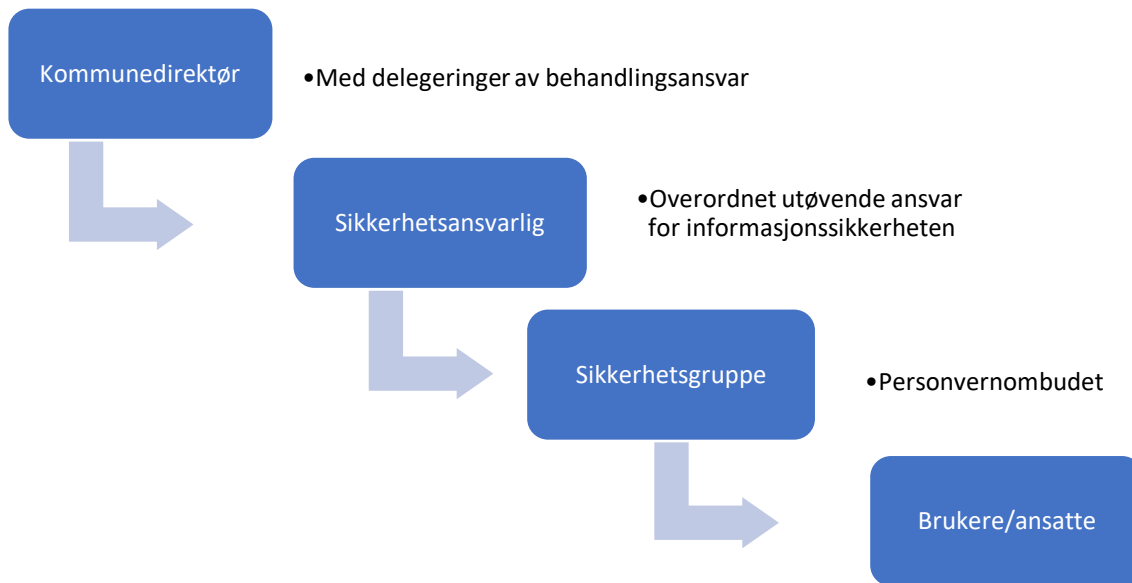 Kommunedirektør
•Med delegeringer av behandlingsansvar
Sikkerhetsansvarlig
•Overordnet utøvende ansvar
for informasjonssikkerheten
Sikkerhetsgruppe
•Personvernombudet
Brukere/ansatte